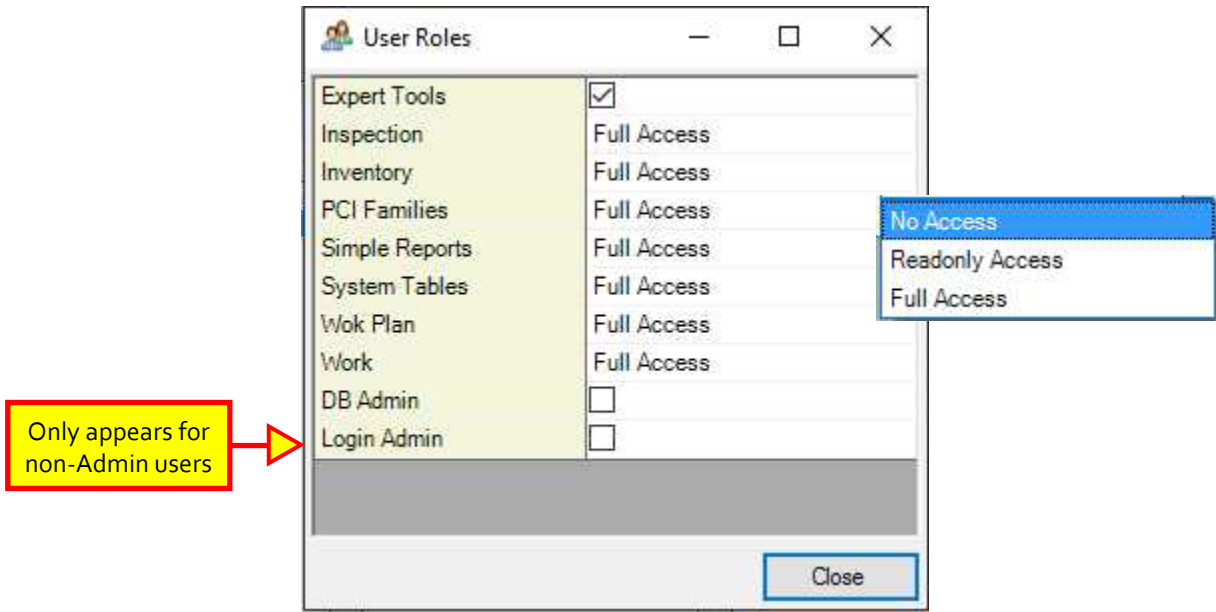 User Roles
Expert Tools
Inspection Full Access
Inventory Full Access
PCI Families Full Access
Simple Reports Full Access
System Tables Full Access
Wok Plan Full Access
Work Full Access
DB Admin
Login Admin
Close
No Access
Readonly Access
Full Access
Only appears for
non-Admin users